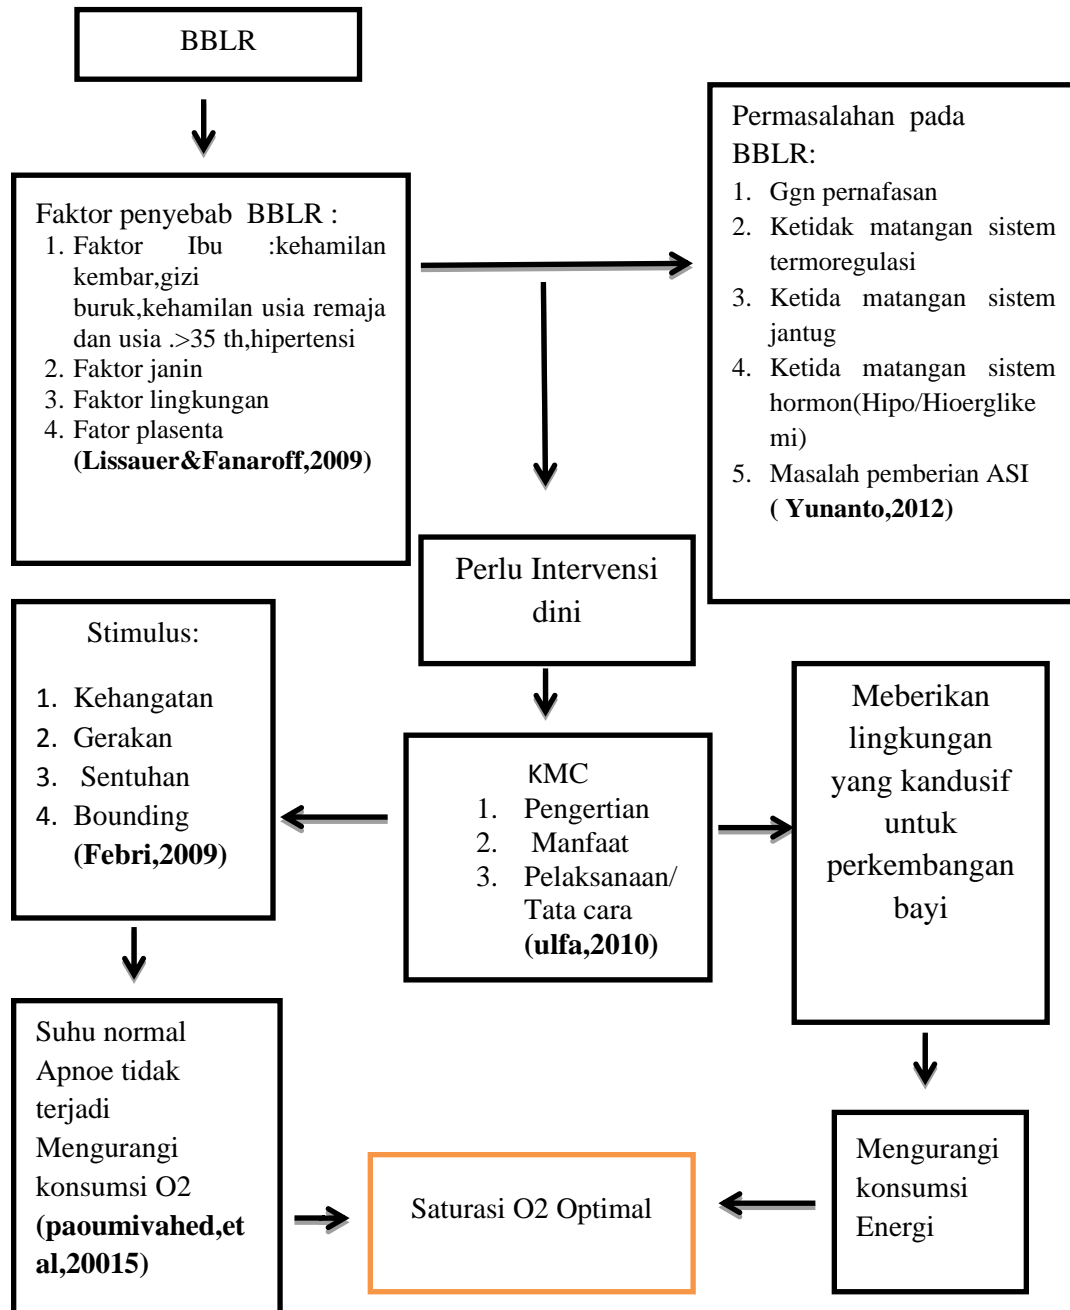 BBLR
Faktor penyebab BBLR :
1. Faktor Ibu :kehamilan
kembar,gizi
buruk,kehamilan usia remaja
dan usia .>35 th,hipertensi
2. Faktor janin
3. Faktor lingkungan
4. Fator plasenta
(Lissauer&Fanaroff,2009)
Permasalahan pada
BBLR:
1. Ggn pernafasan
2. Ketidak matangan sistem
termoregulasi
3. Ketida matangan sistem
jantug
4. Ketida matangan sistem
hormon(Hipo/Hioerglike
mi)
5. Masalah pemberian ASI
( Yunanto,2012)
Perlu Intervensi
dini
Stimulus:
1. Kehangatan
2. Gerakan
3. Sentuhan
4. Bounding
(Febri,2009)
KMC
1. Pengertian
2. Manfaat
3. Pelaksanaan/
Tata cara
(ulfa,2010)
Meberikan
lingkungan
yang kandusif
untuk
perkembangan
bayi
Suhu normal
Apnoe tidak
terjadi
Mengurangi
konsumsi O2
(paoumivahed,et
al,20015)
Saturasi O2 Optimal
Mengurangi
konsumsi
Energi